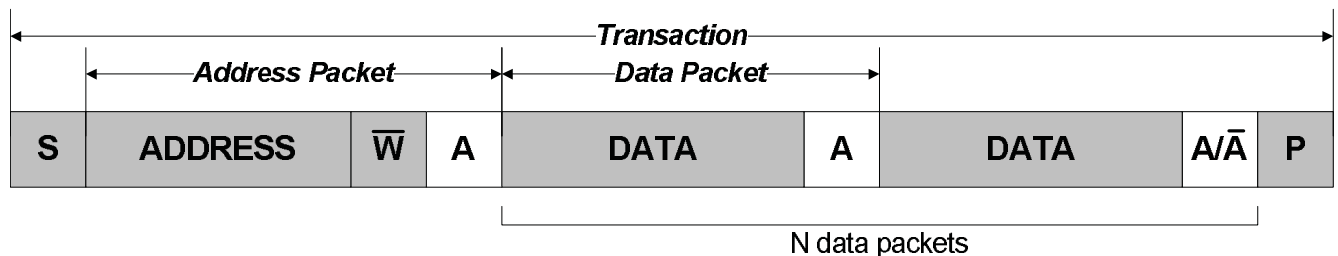 Transaction
Address Packet Data Packet
S ADDRESS W̅ A DATA A DATA A/A̅ P
N data packets